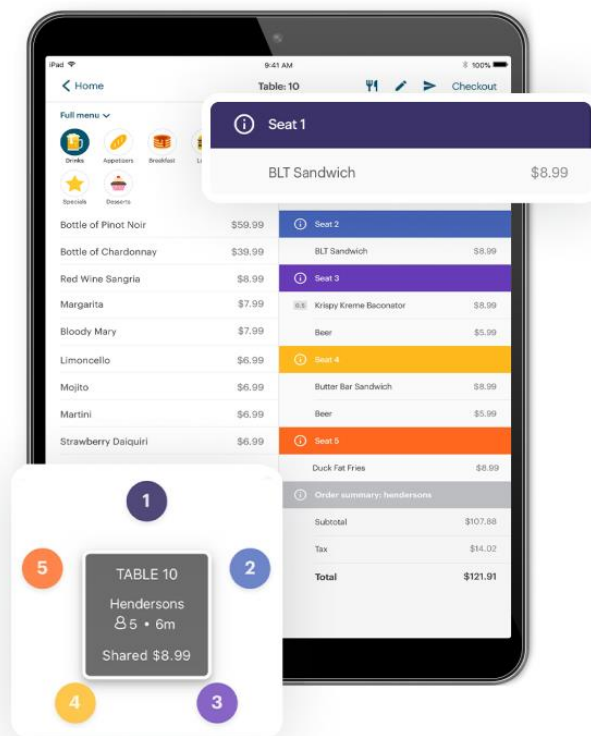 iPad 9:41 AM 100%
Home Table: 10 Checkout
Full menu
Drinks Appetizers Breakfast
Specials Desserts
Seat 1
BLT Sandwich $8.99
Bottle of Pinot Noir $59.99
Bottle of Chardonnay $39.99
Red Wine Sangria $8.99
Margarita $7.99
Bloody Mary $7.99
Limoncello $6.99
Mojito $6.99
Martini $6.99
Strawberry Daiquiri $6.99
Seat 2
BLT Sandwich $8.99
Seat 3
0.5 Krispy Kreme Baconator $8.99
Beer $5.99
Seat 4
Butter Bar Sandwich $8.99
Beer $5.99
Seat 5
Duck Fat Fries $8.99
Order summary: hendersons
Subtotal $107.88
Tax $14.02
Total $121.91
1
5
2
TABLE 10
Hendersons
5 • 6m
Shared $8.99
4
3